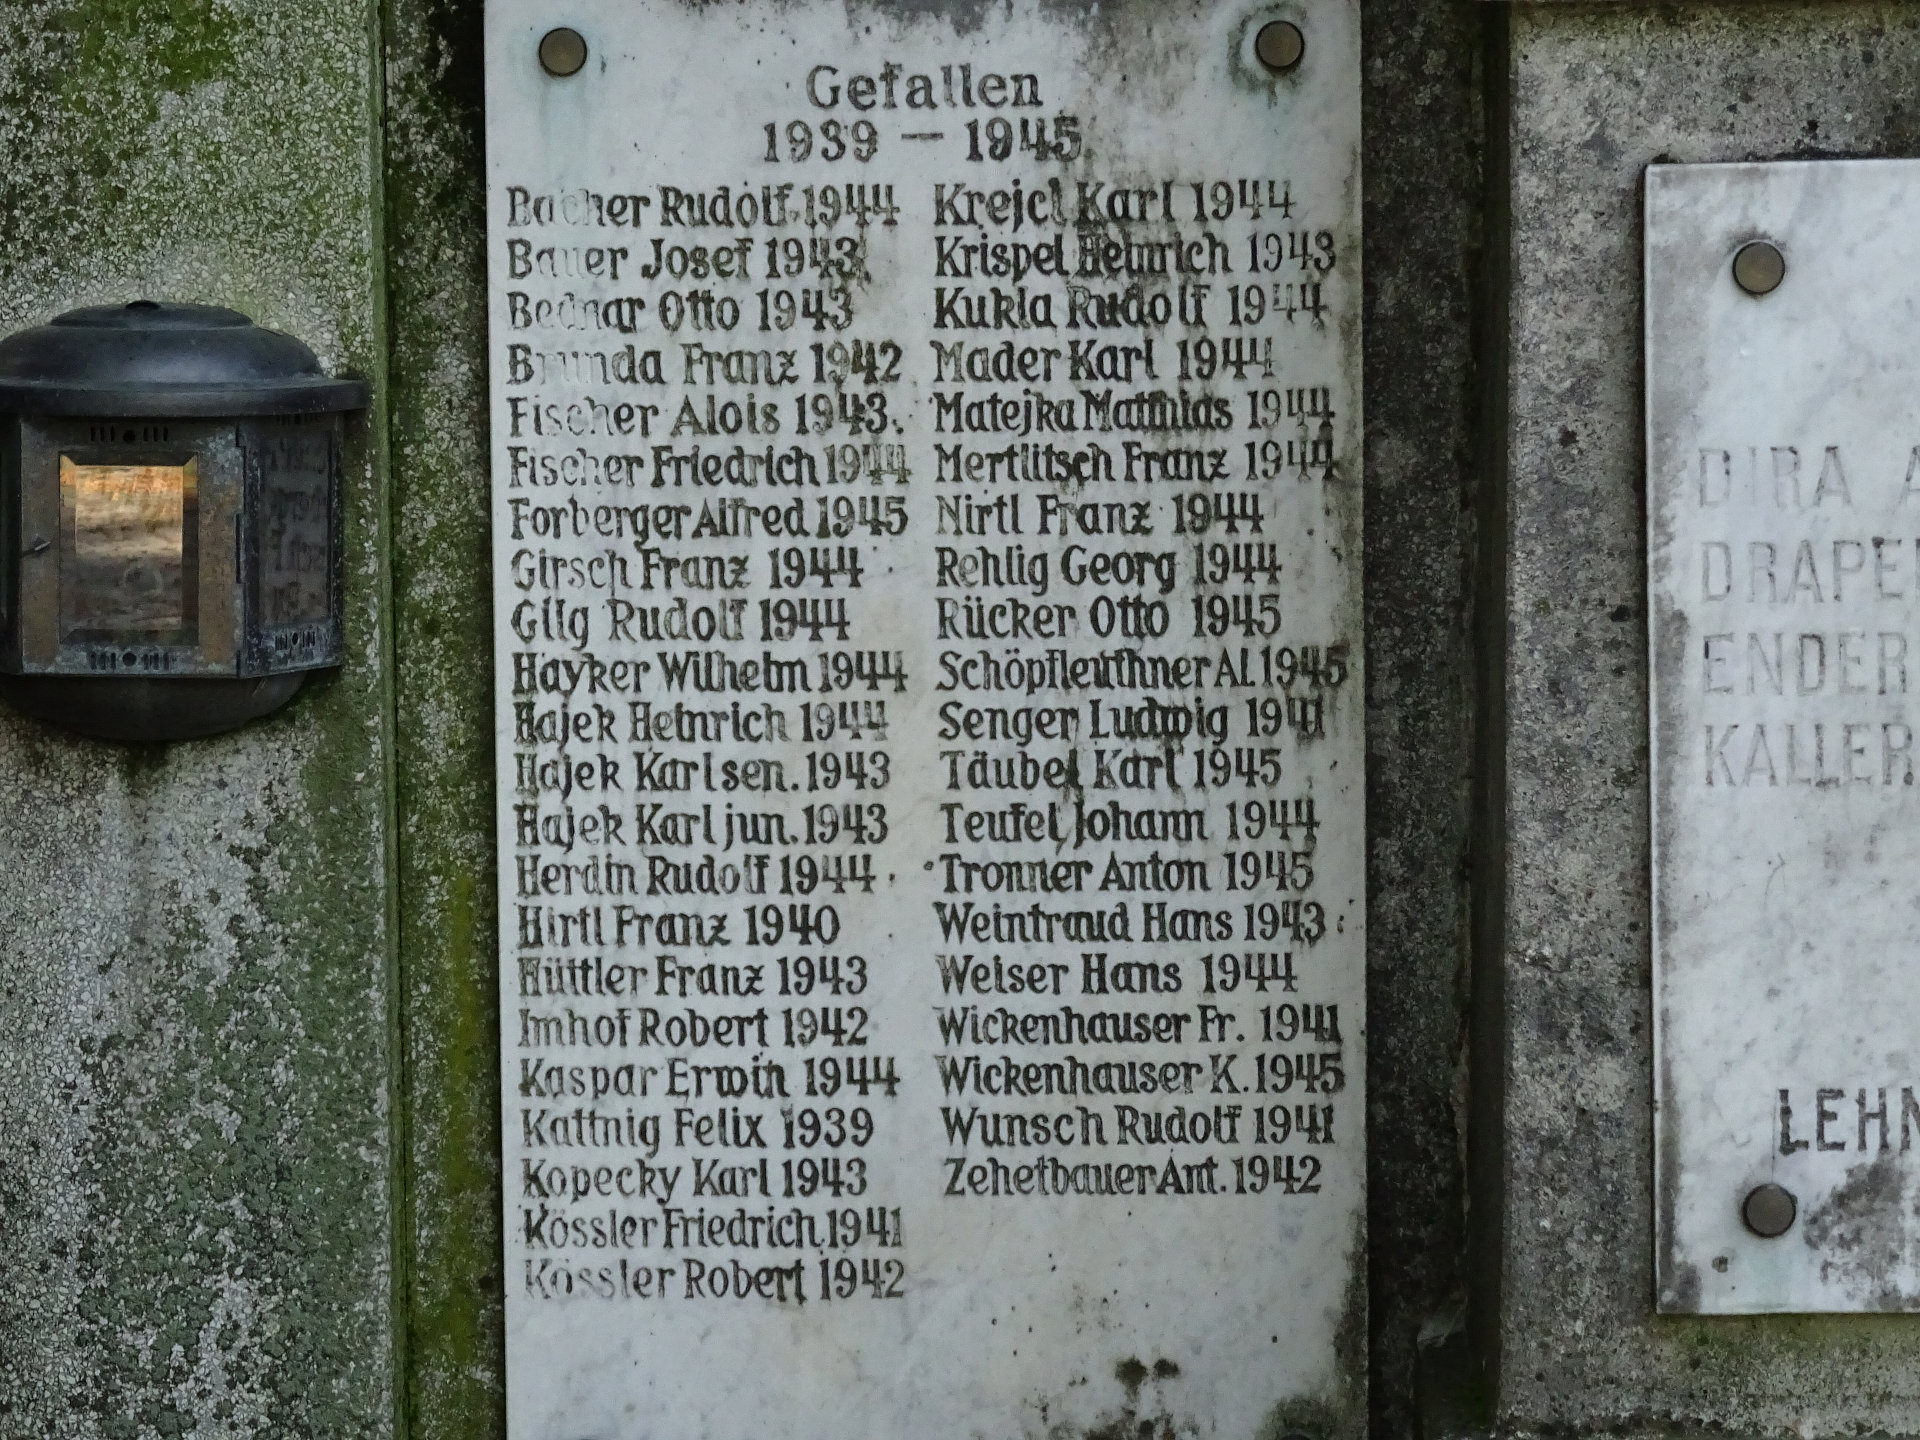 Gefallen
1939 – 1945
Bacher Rudolf 1944
Bauer Josef 1943
Bednar Otto 1943
Brunda Franz 1942
Fischer Alois 1943
Fischer Friedrich 1944
Forberger Alfred 1945
Girsch Franz 1944
Gilg Rudolf 1944
Hayker Wilhelm 1944
Hajek Heinrich 1944
Hajek Karl sen. 1943
Hajek Karl jun. 1943
Herdin Rudolf 1944
Hirtl Franz 1940
Hüttler Franz 1943
Imhof Robert 1942
Kaspar Erwin 1944
Kattnig Felix 1939
Kopecky Karl 1943
Kössler Friedrich 1941
Kössler Robert 1942
Krejci Karl 1944
Krispel Heinrich 1943
Kukla Rudolf 1944
Mader Karl 1944
Matejka Matthias 1944
Mertlitsch Franz 1944
Nirtl Franz 1944
Rehlig Georg 1944
Rücker Otto 1945
Schöpfleuthner Al. 1945
Senger Ludwig 1941
Täubel Karl 1945
Teufel Johann 1944
Tronner Anton 1945
Weintraud Hans 1943
Weiser Hans 1944
Wickenhauser Fr. 1941
Wickenhauser K. 1945
Wunsch Rudolf 1941
Zehetbauer Ant. 1942
DIRA A
DRAPE
ENDER
KALLER
LEHN